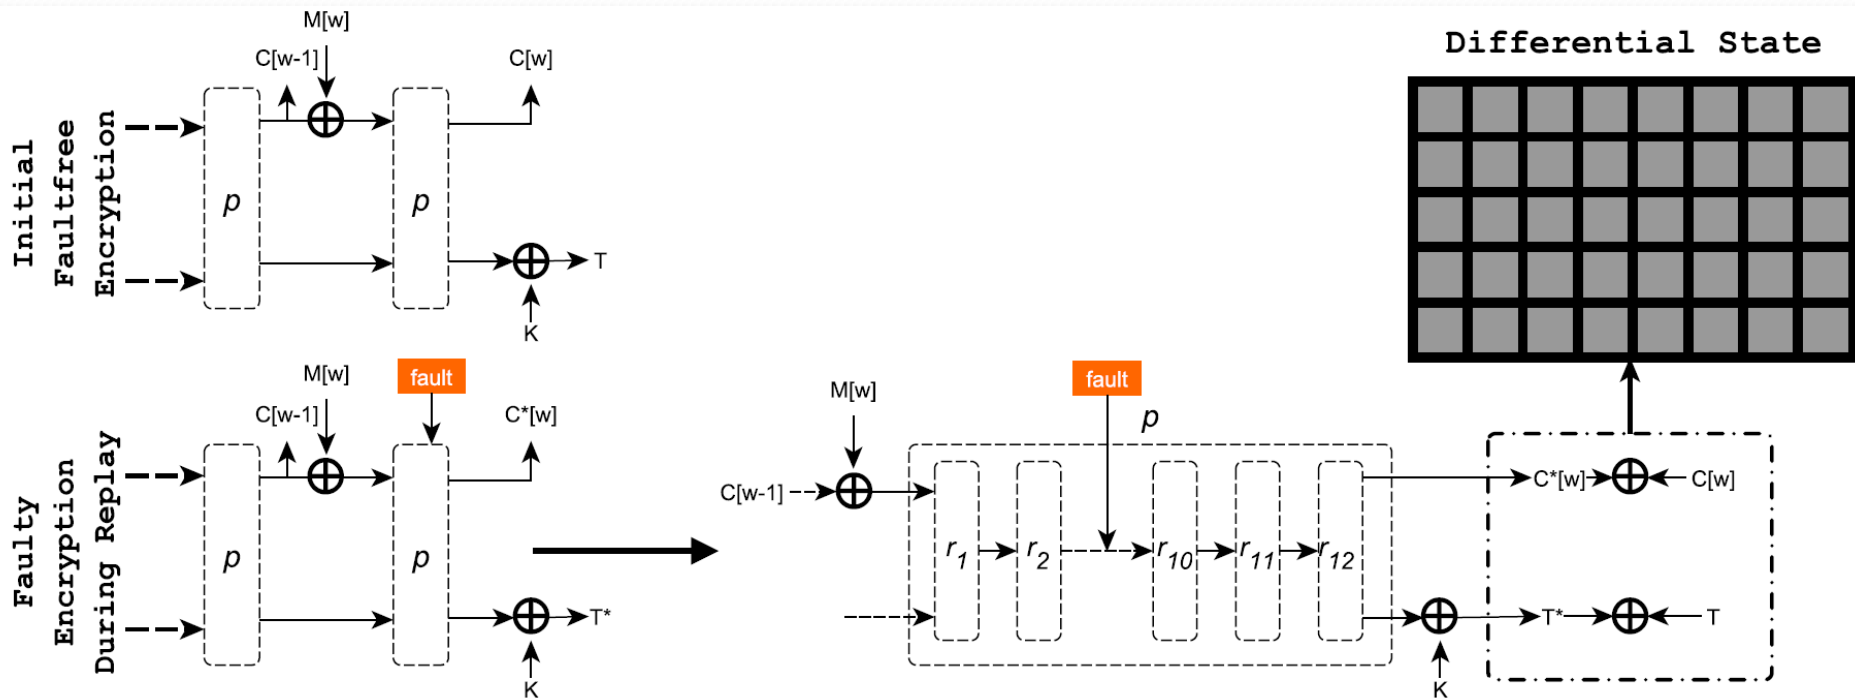 Differential State
Initial
Faultfree
Encryption
M[w]
C[w-1]
C[w]
p
p
T
K
Faulty
Encryption
During Replay
M[w]
fault
C[w-1]
C*[w]
p
p
T*
K
M[w]
fault
p
C[w-1]
r1
r2
r10
r11
r12
K
C*[w]
C[w]
T*
T